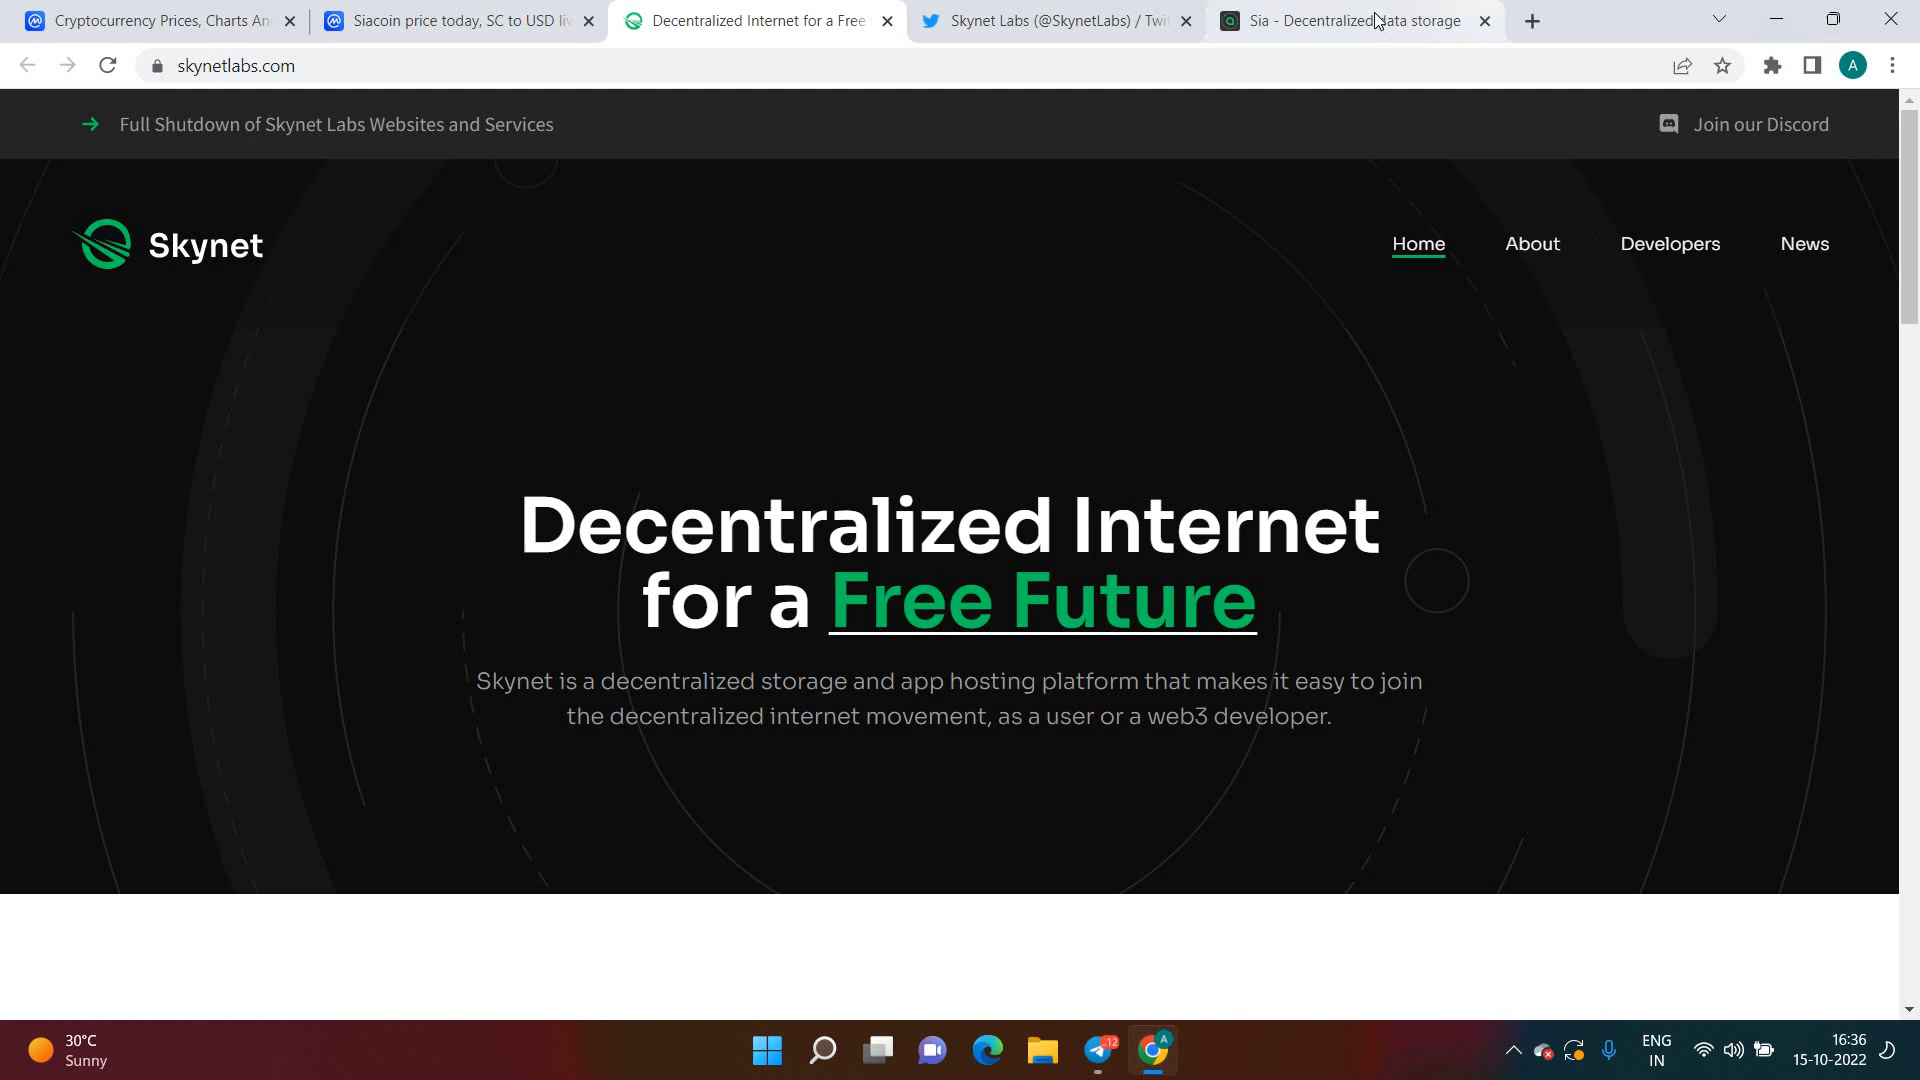 Cryptocurrency Prices, Charts An
Siacoin price today, SC to USD li
Decentralized Internet for a Free
Skynet Labs (@SkynetLabs) / Twi
Sia - Decentralized data storage
skynetlabs.com
A
Full Shutdown of Skynet Labs Websites and Services
Join our Discord
Skynet
Home
About
Developers
News
Decentralized Internet
for a Free Future
Skynet is a decentralized storage and app hosting platform that makes it easy to join
the decentralized internet movement, as a user or a web3 developer.
30°C
Sunny
12
A
ENG
IN
16:36
15-10-2022